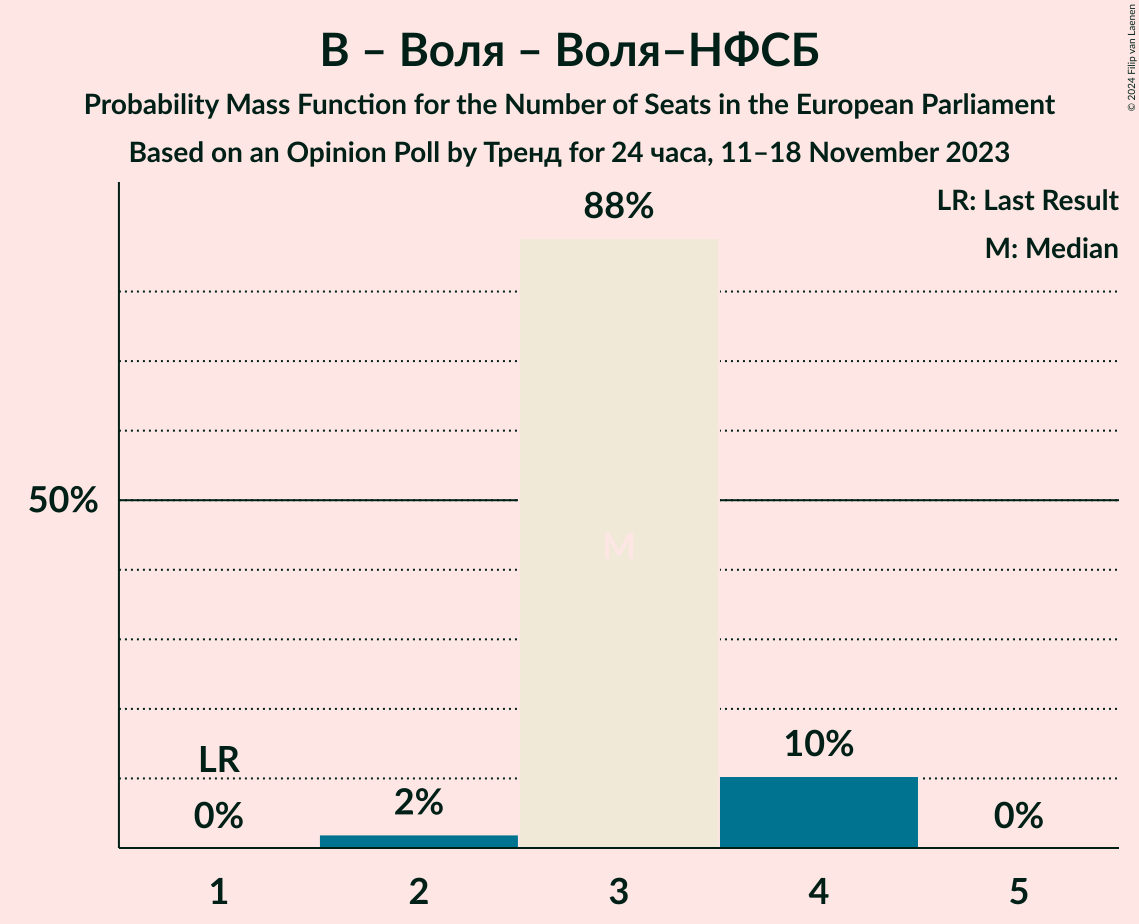 В – Воля – Воля–НФСБ
Probability Mass Function for the Number of Seats in the European Parliament
Based on an Opinion Poll by Тренд for 24 часа, 11–18 November 2023
© 2024 Filip van Laenen
LR: Last Result
M: Median
88%
50%
M
LR
0%
2%
10%
0%
1 2 3 4 5